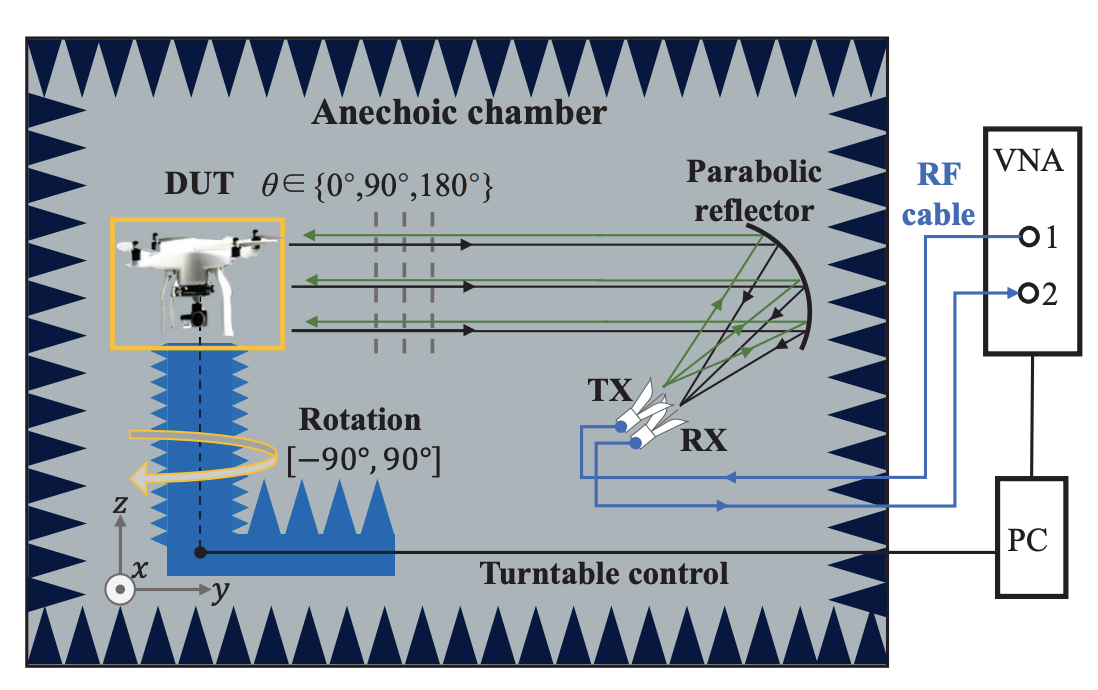 Anechoic chamber
DUT θ∈ {0°,90°,180°}
Parabolic
reflector
RF
cable
VNA
1
2
TX
RX
Rotation
[−90°, 90°]
z
x
y
Turntable control
PC